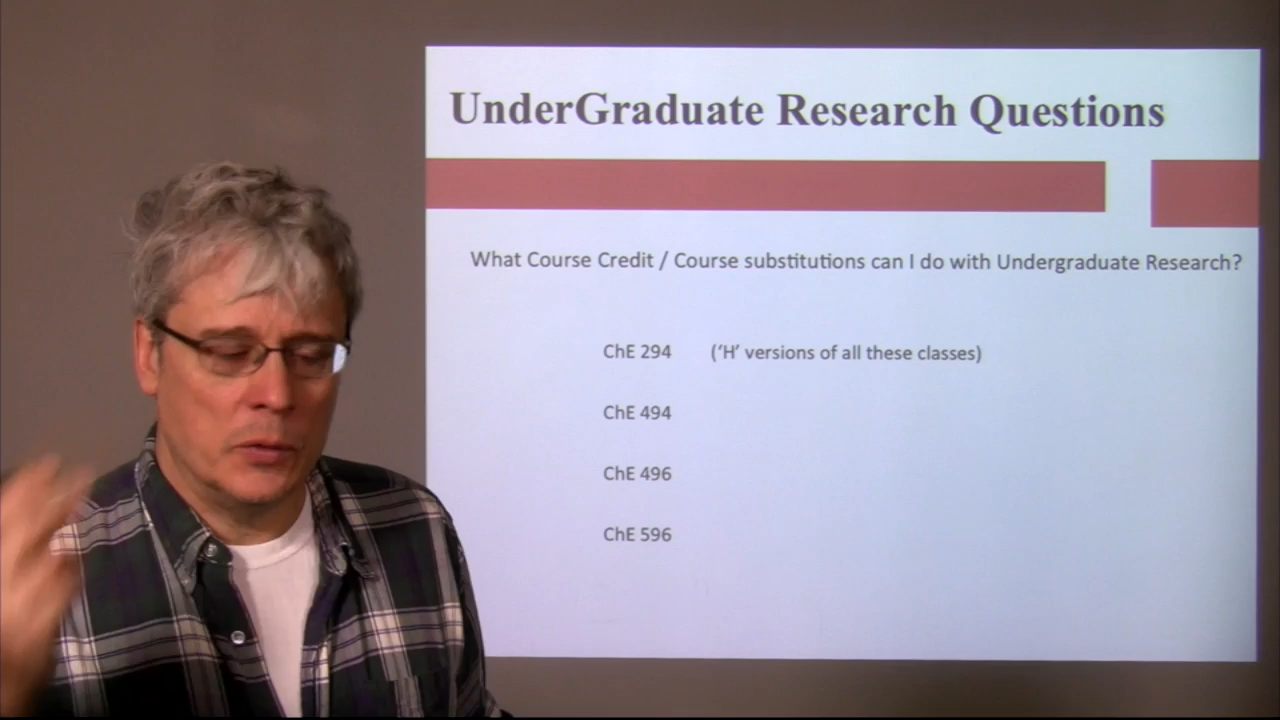 UnderGraduate Research Questions
What Course Credit / Course substitutions can I do with Undergraduate Research?
ChE 294 (‘H’ versions of all these classes)
ChE 494
ChE 496
ChE 596